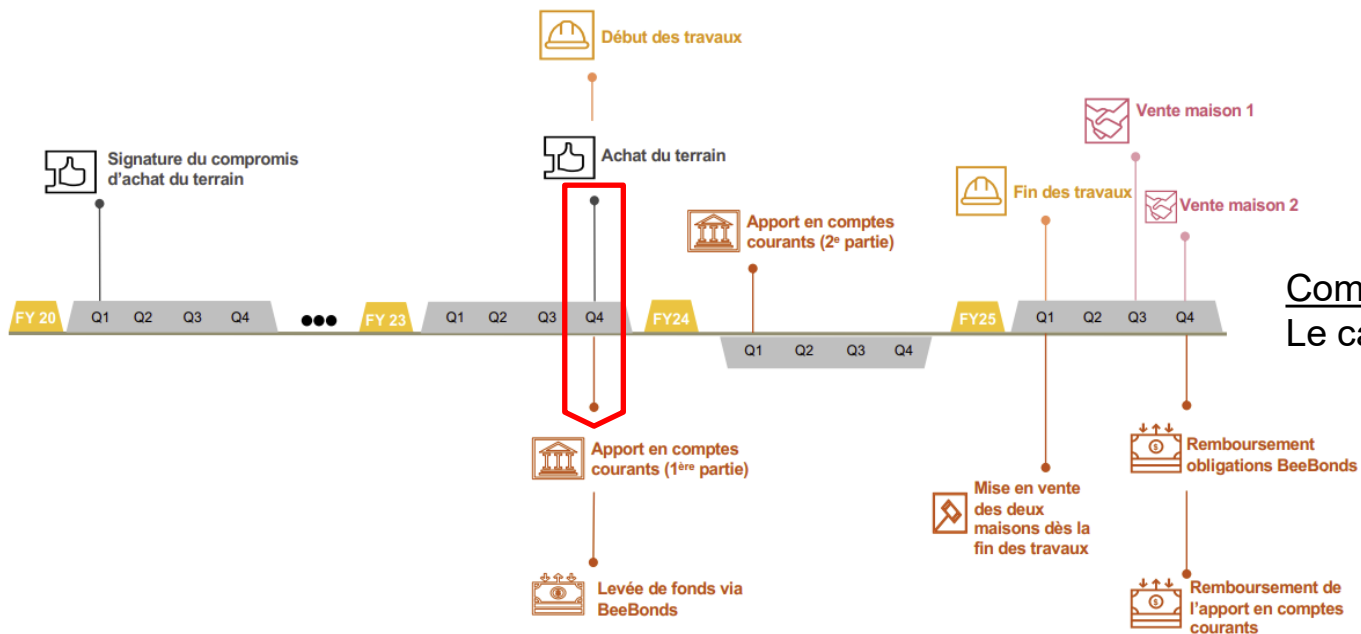 Début des travaux
Vente maison 1
Signature du compromis
d'achat du terrain
Achat du terrain
Fin des travaux
Vente maison 2
Apport en comptes
courants (2e partie)
Com
Le ca
FY 20 Q1 Q2 Q3 Q4 ••• FY 23 Q1 Q2 Q3 Q4 FY24 FY25 Q1 Q2 Q3 Q4
Q1 Q2 Q3 Q4
Apport en comptes
courants (1ère partie)
Remboursement
obligations BeeBonds
Mise en vente
des deux
maisons dès la
fin des travaux
Levée de fonds via
BeeBonds
Remboursement de
l'apport en comptes
courants